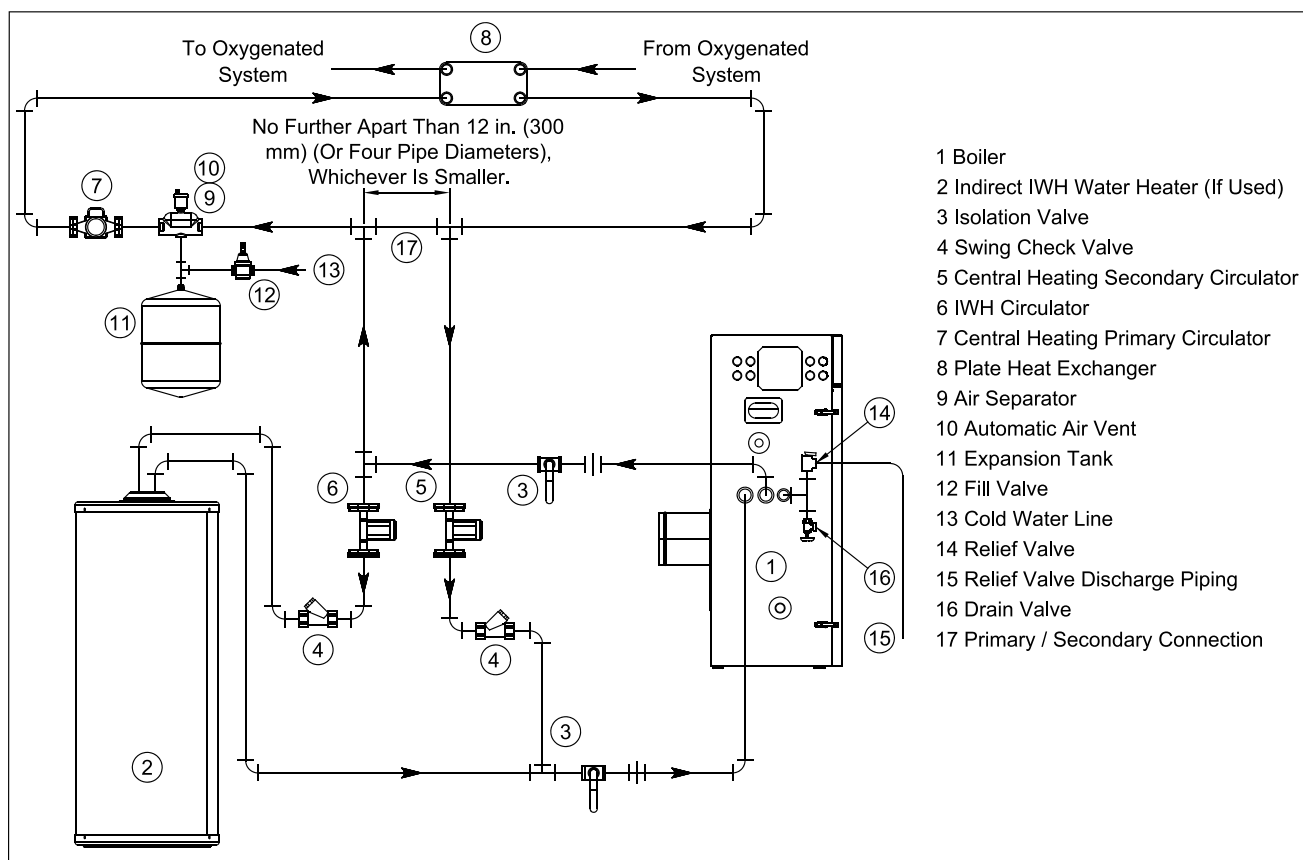 To Oxygenated
System
8
From Oxygenated
System
No Further Apart Than 12 in. (300
mm) (Or Four Pipe Diameters),
Whichever Is Smaller.
10
7
9
17
13
12
11
14
6
5
3
1
16
4
4
15
3
2
1 Boiler
2 Indirect IWH Water Heater (If Used)
3 Isolation Valve
4 Swing Check Valve
5 Central Heating Secondary Circulator
6 IWH Circulator
7 Central Heating Primary Circulator
8 Plate Heat Exchanger
9 Air Separator
10 Automatic Air Vent
11 Expansion Tank
12 Fill Valve
13 Cold Water Line
14 Relief Valve
15 Relief Valve Discharge Piping
16 Drain Valve
17 Primary / Secondary Connection